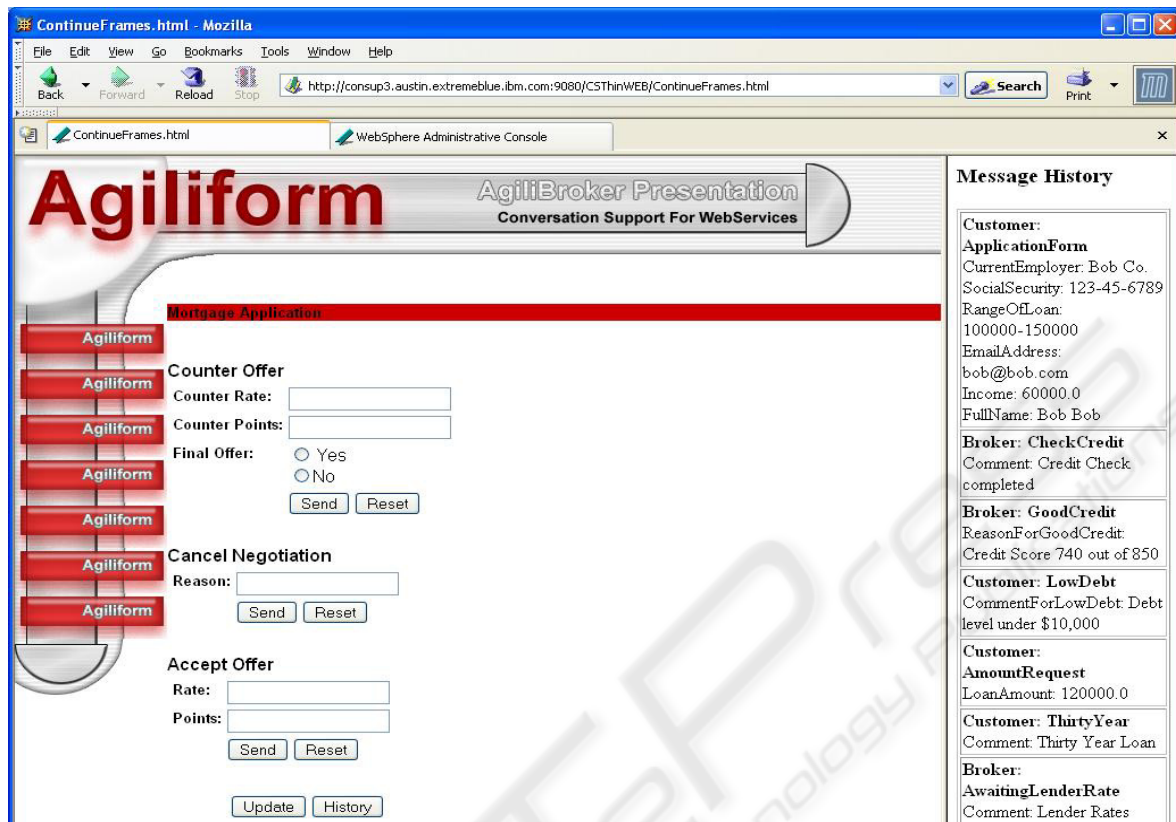 ContinueFrames.html - Mozilla
File Edit View Go Bookmarks Tools Window Help
Back Forward Reload Stop http://consup3.austin.extremeblue.ibm.com:9080/CSThinWEB/ContinueFrames.html Search Print
ContinueFrames.html WebSphere Administrative Console
Agiliform
AgiliBroker Presentation
Conversation Support For WebServices
Mortgage Application
Agiliform
Agiliform
Agiliform
Agiliform
Agiliform
Agiliform
Agiliform
Counter Offer
Counter Rate:
Counter Points:
Final Offer: Yes
No
Send Reset
Cancel Negotiation
Reason:
Send Reset
Accept Offer
Rate:
Points:
Send Reset
Update History
Message History
Customer:
ApplicationForm
CurrentEmployer: Bob Co.
SocialSecurity: 123-45-6789
RangeOfLoan:
100000-150000
EmailAddress:
bob@bob.com
Income: 60000.0
FullName: Bob Bob
Broker: CheckCredit
Comment: Credit Check
completed
Broker: GoodCredit
ReasonForGoodCredit:
Credit Score 740 out of 850
Customer: LowDebt
CommentForLowDebt: Debt
level under $10,000
Customer:
AmountRequest
LoanAmount: 120000.0
Customer: ThirtyYear
Comment: Thirty Year Loan
Broker:
AwaitingLenderRate
Comment: Lender Rates